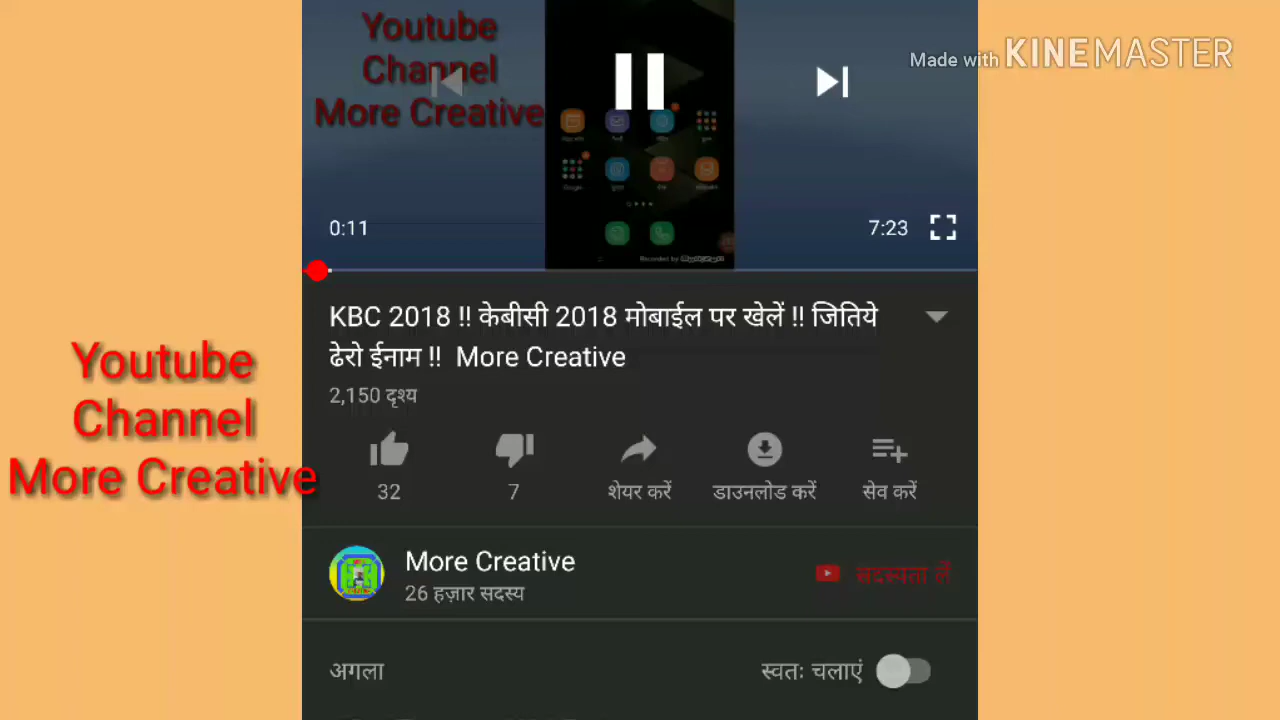 Youtube
Channel
More Creative
Made with KINEMASTER
0:11
7:23
KBC 2018 !! केबीसी 2018 मोबाईल पर खेलें !! जितिये
ढेरो ईनाम !! More Creative
2,150 दृश्य
32
7
शेयर करें
डाउनलोड करें
सेव करें
Youtube
Channel
More Creative
More Creative
26 हज़ार सदस्य
सदस्यता लें
अगला
स्वतः चलाएं